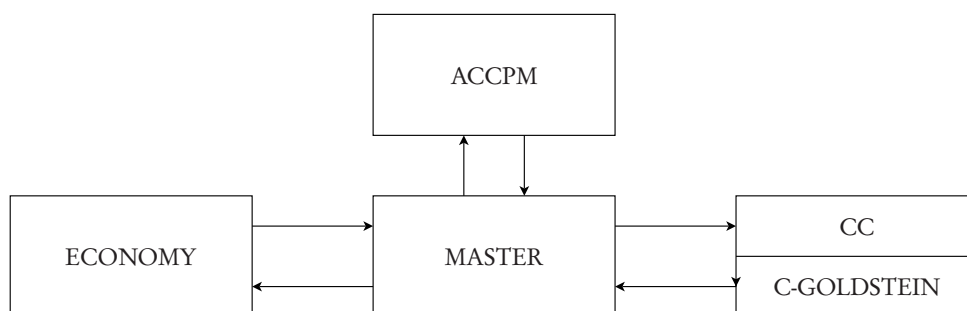 ACCPM
ECONOMY
MASTER
CC
C-GOLDSTEIN